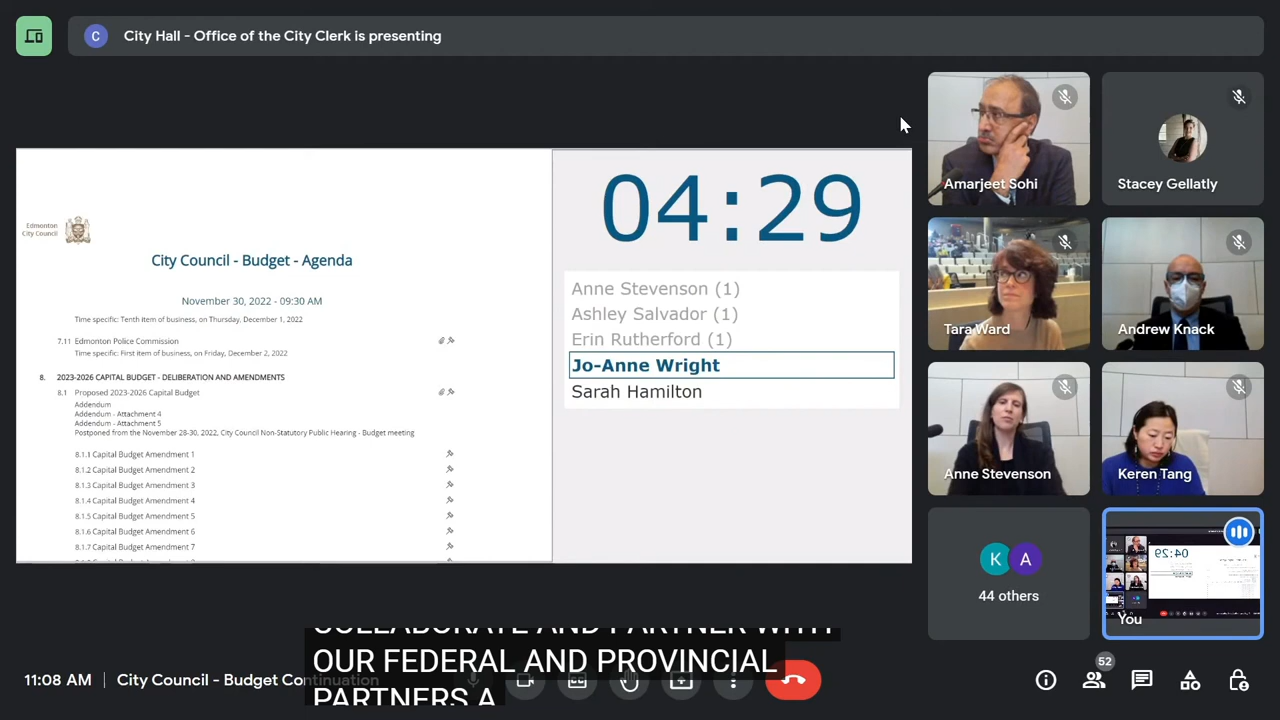 City Hall - Office of the City Clerk is presenting
C
Edmonton
City Council
City Council - Budget - Agenda
November 30, 2022 - 09:30 AM
Time specific: Tenth item of business, on Thursday, December 1, 2022
7.11 Edmonton Police Commission
Time specific: First item of business, on Friday, December 2, 2022
8. 2023-2026 CAPITAL BUDGET - DELIBERATION AND AMENDMENTS
8.1 Proposed 2023-2026 Capital Budget
Addendum
Addendum - Attachment 4
Addendum - Attachment 5
Postponed from the November 28-30, 2022, City Council Non-Statutory Public Hearing - Budget meeting
8.1.1 Capital Budget Amendment 1
8.1.2 Capital Budget Amendment 2
8.1.3 Capital Budget Amendment 3
8.1.4 Capital Budget Amendment 4
8.1.5 Capital Budget Amendment 5
8.1.6 Capital Budget Amendment 6
8.1.7 Capital Budget Amendment 7
04:29
Anne Stevenson (1)
Ashley Salvador (1)
Erin Rutherford (1)
Jo-Anne Wright
Sarah Hamilton
Amarjeet Sohi
Stacey Gellatly
Tara Ward
Andrew Knack
Anne Stevenson
Keren Tang
K A
44 others
04:29
You
COLLABORATE AND PARTNER WITH
OUR FEDERAL AND PROVINCIAL
PARTNERS A
11:08 AM
City Council - Budget Continuation
52